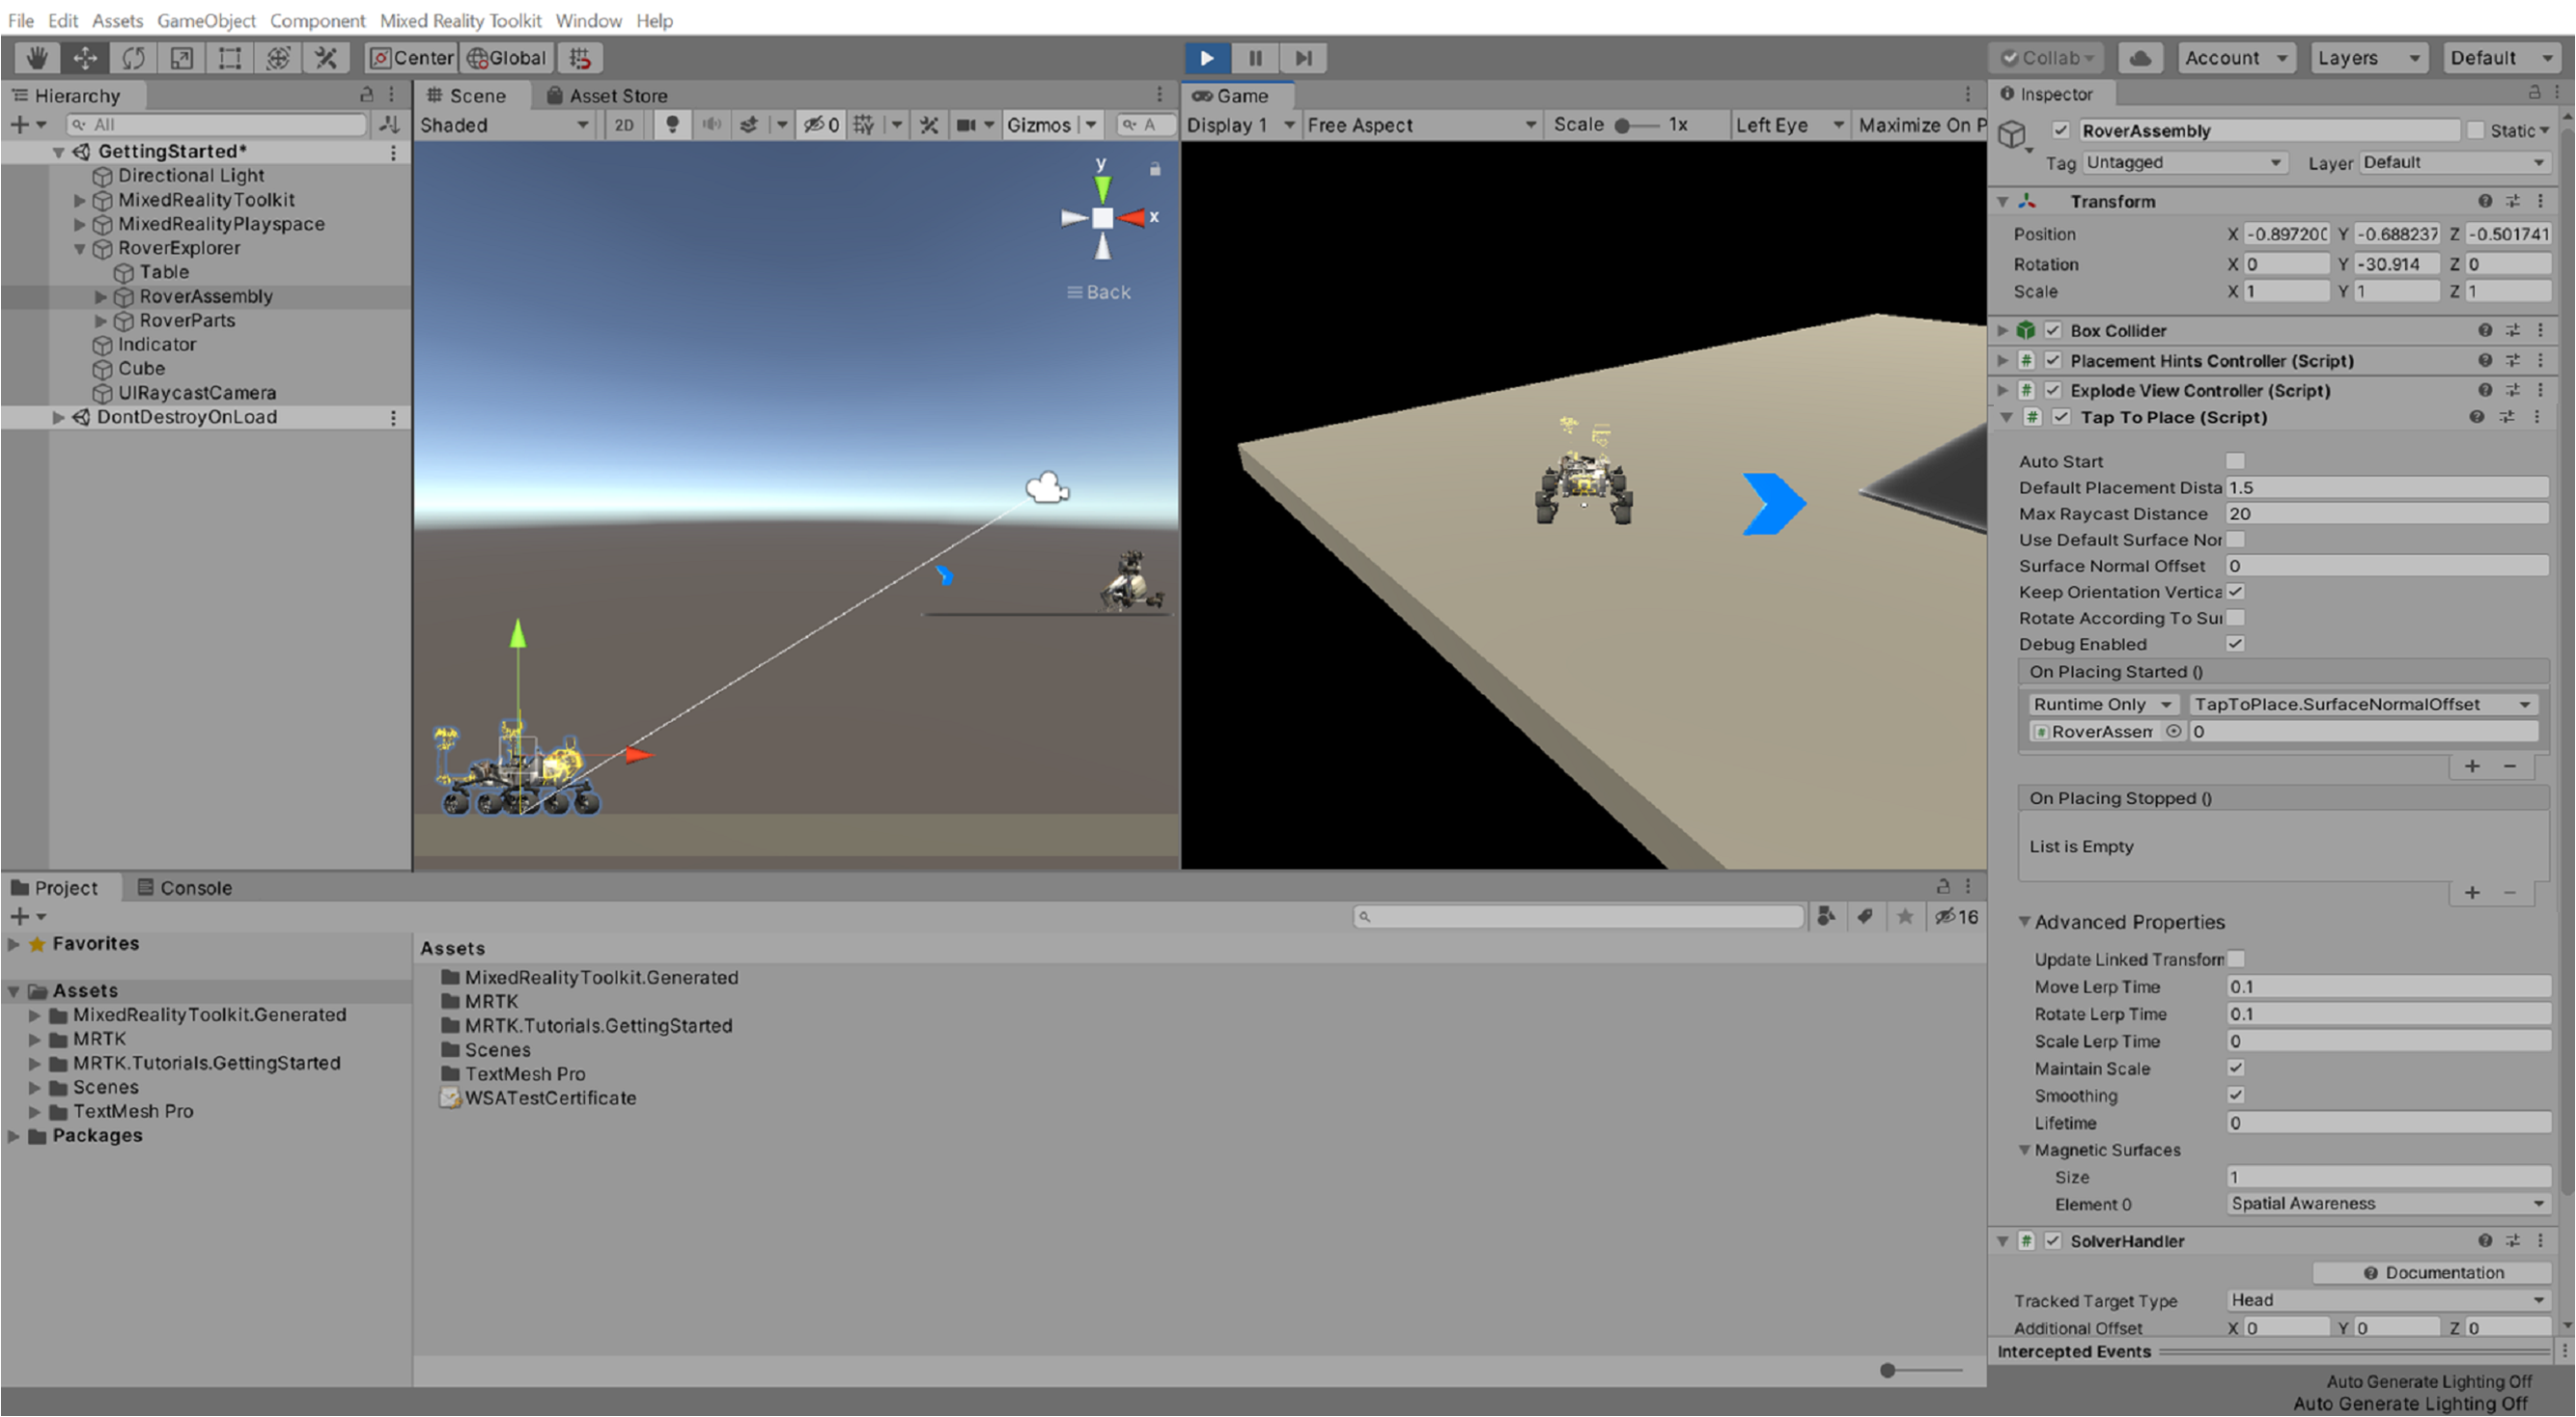 File Edit Assets GameObject Component Mixed Reality Toolkit Window Help
Center Global
Collab Account Layers Default
Hierarchy
All
GettingStarted*
Directional Light
MixedRealityToolkit
MixedRealityPlayspace
RoverExplorer
Table
RoverAssembly
RoverParts
Indicator
Cube
UIRaycastCamera
DontDestroyOnLoad
Scene Asset Store
Shaded 2D 0 Gizmos A
y
x
Back
Game
Display 1 Free Aspect Scale 1x Left Eye Maximize On P
Inspector
RoverAssembly Static
Tag Untagged Layer Default
Transform
Position X -0.897200 Y -0.688237 Z -0.501741
Rotation X 0 Y -30.914 Z 0
Scale X 1 Y 1 Z 1
Box Collider
Placement Hints Controller (Script)
Explode View Controller (Script)
Tap To Place (Script)
Auto Start
Default Placement Dista 1.5
Max Raycast Distance 20
Use Default Surface Nor
Surface Normal Offset 0
Keep Orientation Vertica
Rotate According To Sur
Debug Enabled
On Placing Started ()
Runtime Only TapToPlace.SurfaceNormalOffset
RoverAssem 0
+ −
On Placing Stopped ()
List is Empty
+ −
Advanced Properties
Update Linked Transform
Move Lerp Time 0.1
Rotate Lerp Time 0.1
Scale Lerp Time 0
Maintain Scale
Smoothing
Lifetime 0
Magnetic Surfaces
Size 1
Element 0 Spatial Awareness
SolverHandler
Documentation
Tracked Target Type Head
Additional Offset X 0 Y 0 Z 0
Intercepted Events
Auto Generate Lighting Off
Auto Generate Lighting Off
Project Console
16
Favorites
Assets
MixedRealityToolkit.Generated
MRTK
MRTK.Tutorials.GettingStarted
Scenes
TextMesh Pro
Packages
Assets
MixedRealityToolkit.Generated
MRTK
MRTK.Tutorials.GettingStarted
Scenes
TextMesh Pro
WSATestCertificate